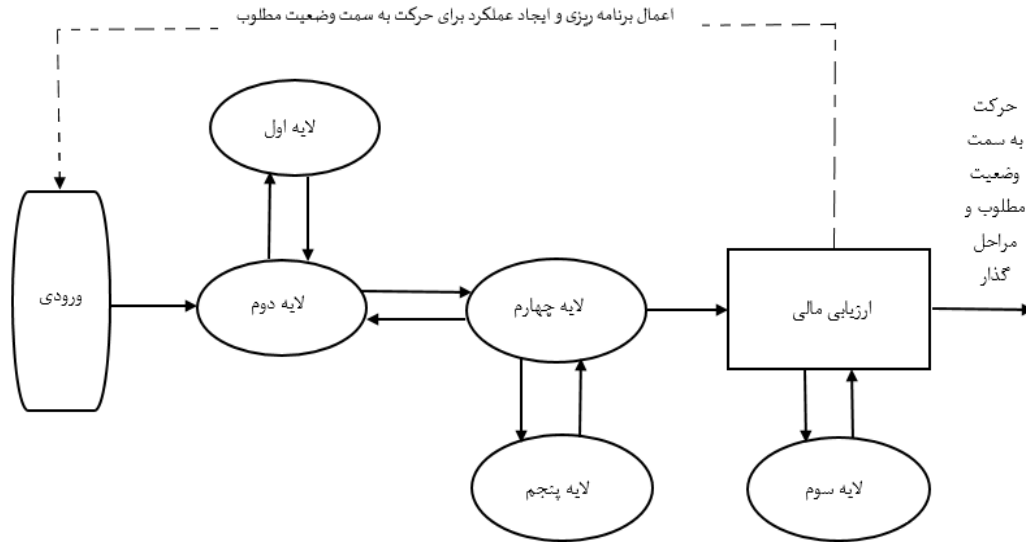 اعمال برنامه ریزی و ایجاد عملکرد برای حرکت به سمت وضعیت مطلوب
لایه اول
حرکت
به سمت
وضعیت
مطلوب و
مراحل
گذار
ورودی
لایه دوم
لایه چهارم
ارزیابی مالی
لایه پنجم
لایه سوم